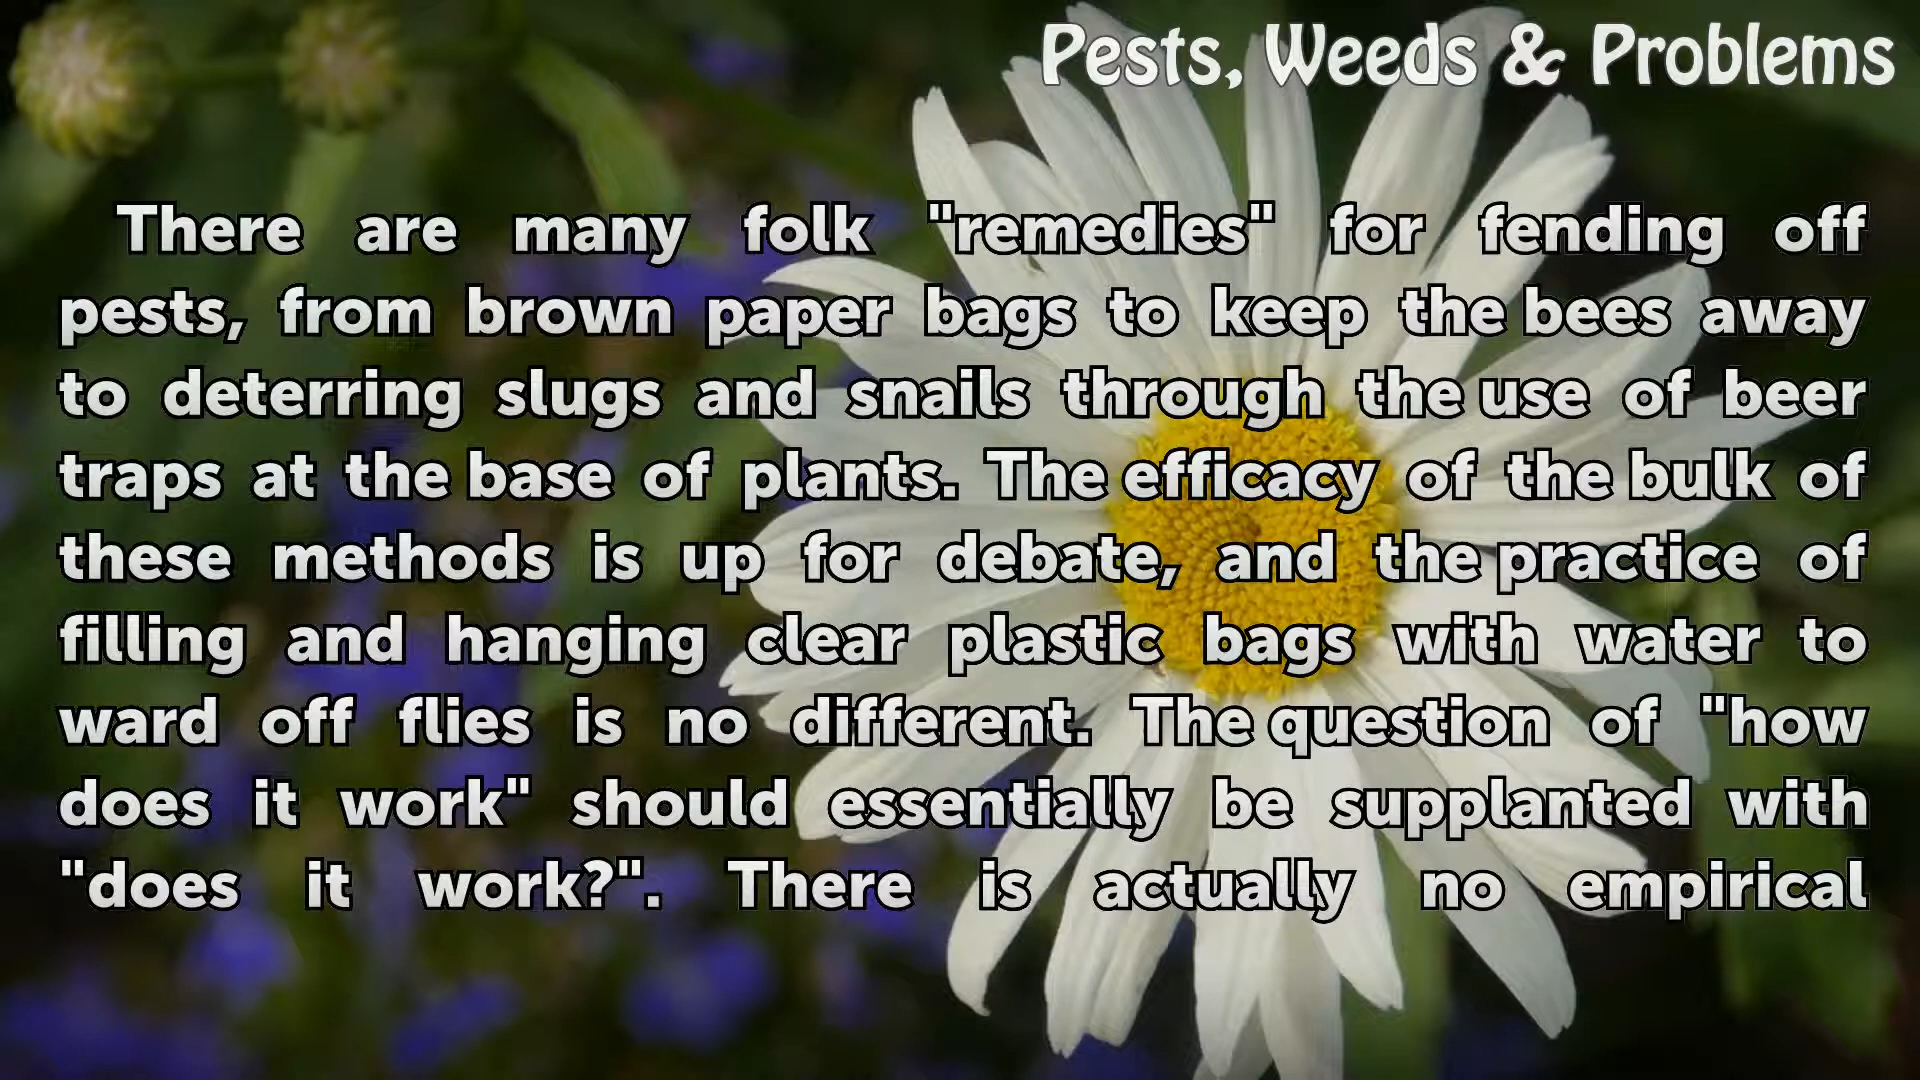 Pests, Weeds & Problems
There are many folk "remedies" for fending off
pests, from brown paper bags to keep the bees away
to deterring slugs and snails through the use of beer
traps at the base of plants. The efficacy of the bulk of
these methods is up for debate, and the practice of
filling and hanging clear plastic bags with water to
ward off flies is no different. The question of "how
does it work" should essentially be supplanted with
"does it work?". There is actually no empirical